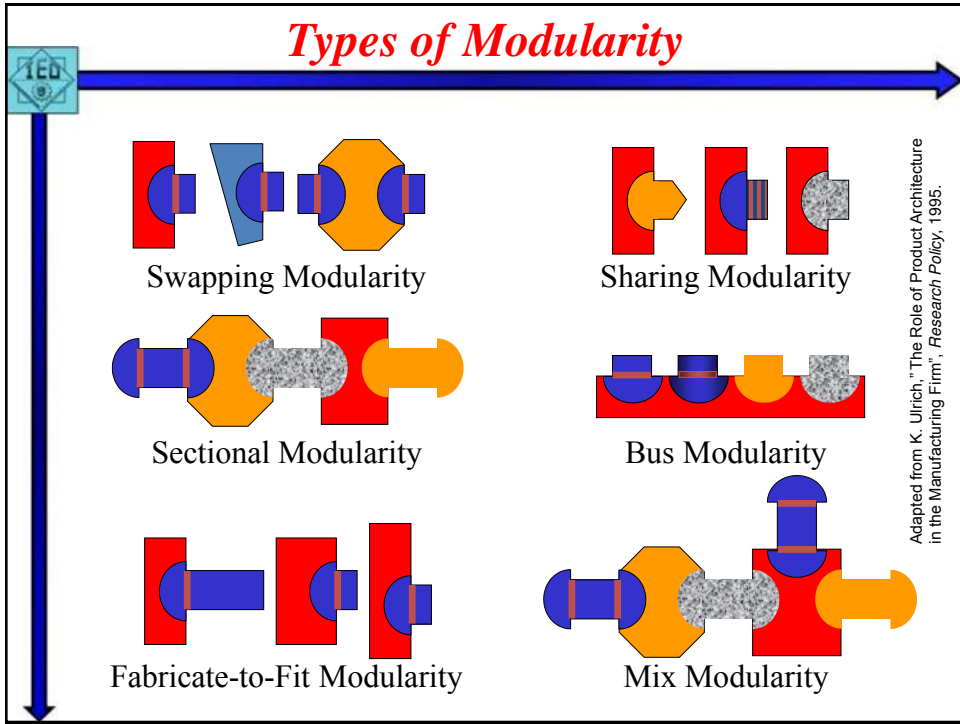 Types of Modularity
IED
Swapping Modularity
Sharing Modularity
Sectional Modularity
Bus Modularity
Fabricate-to-Fit Modularity
Mix Modularity
Adapted from K. Ulrich," The Role of Product Architecture
in the Manufacturing Firm", Research Policy, 1995.